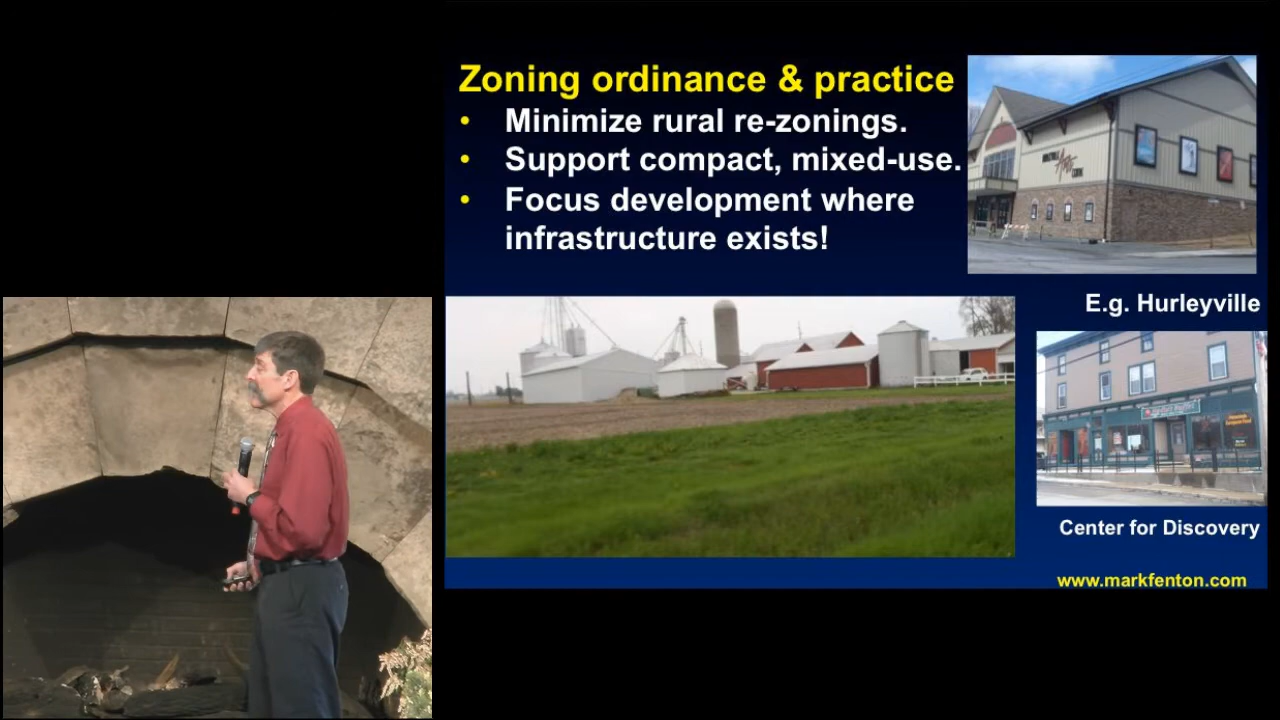 Zoning ordinance & practice
• Minimize rural re-zonings.
• Support compact, mixed-use.
• Focus development where
infrastructure exists!
E.g. Hurleyville
Center for Discovery
www.markfenton.com